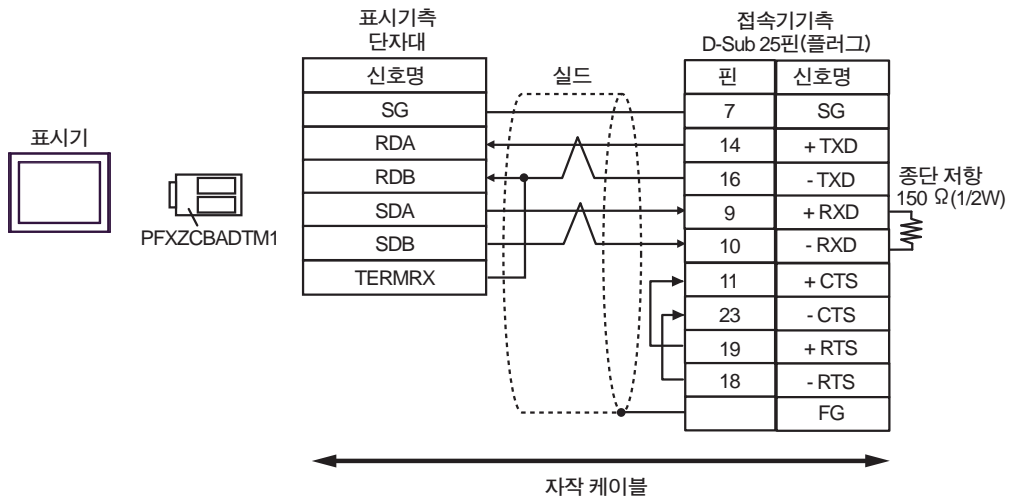 표시기
PFXZCBADTM1
표시기측
단자대
신호명
SG
RDA
RDB
SDA
SDB
TERMRX
실드
접속기기측
D-Sub 25핀(플러그)
핀 신호명
7 SG
14 + TXD
16 - TXD
9 + RXD
10 - RXD
11 + CTS
23 - CTS
19 + RTS
18 - RTS
FG
종단 저항
150 Ω(1/2W)
자작 케이블